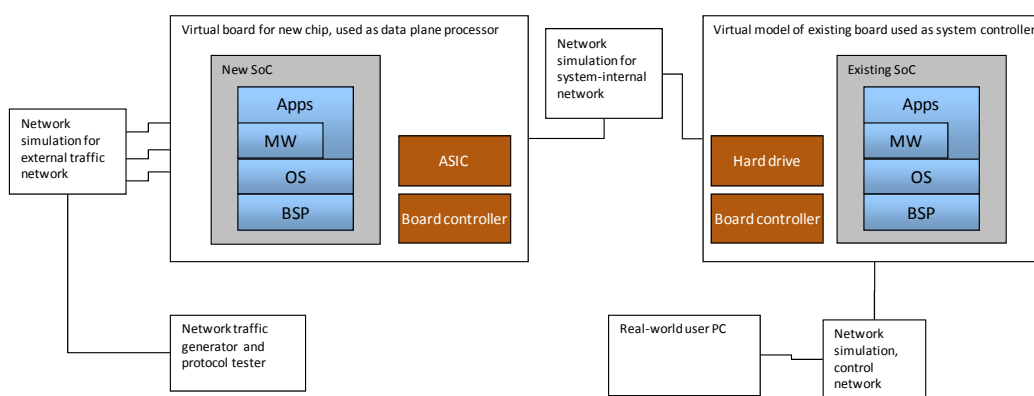 Virtual board for new chip, used as data plane processor
New SoC
Apps
MW
OS
BSP
ASIC
Board controller
Network
simulation for
external traffic
network
Network traffic
generator and
protocol tester
Network
simulation for
system-internal
network
Virtual model of existing board used as system controller
Existing SoC
Apps
MW
OS
BSP
Hard drive
Board controller
Real-world user PC
Network
simulation,
control
network